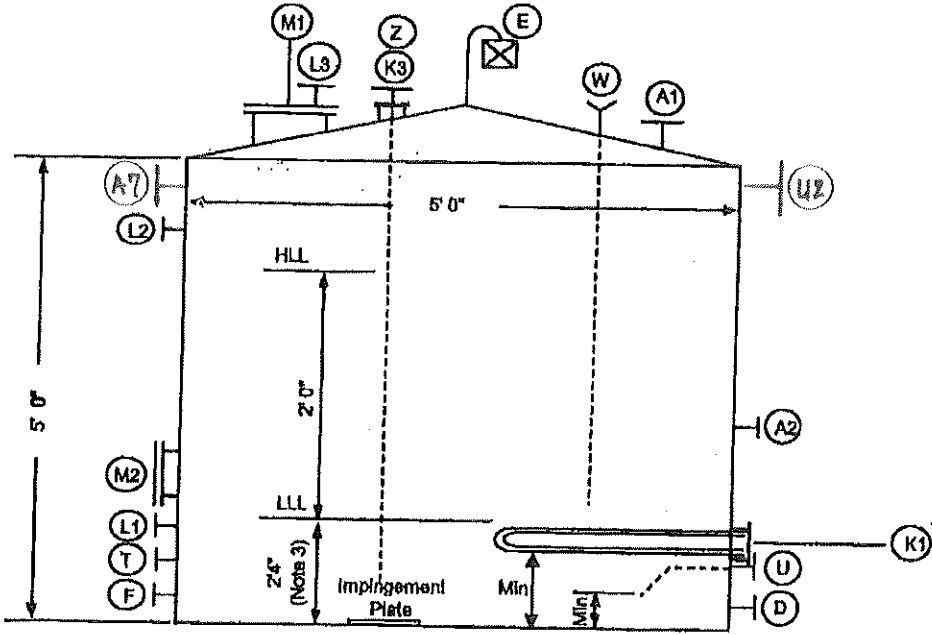 M1
Z
E
L3
K3
W
A1
A7
5' 0"
U2
L2
HLL
2' 0"
5' 0"
A2
M2
LLL
L1
K1
T
2'4"
(Note 3)
Impingement
Plate
Min
U
F
Min
D